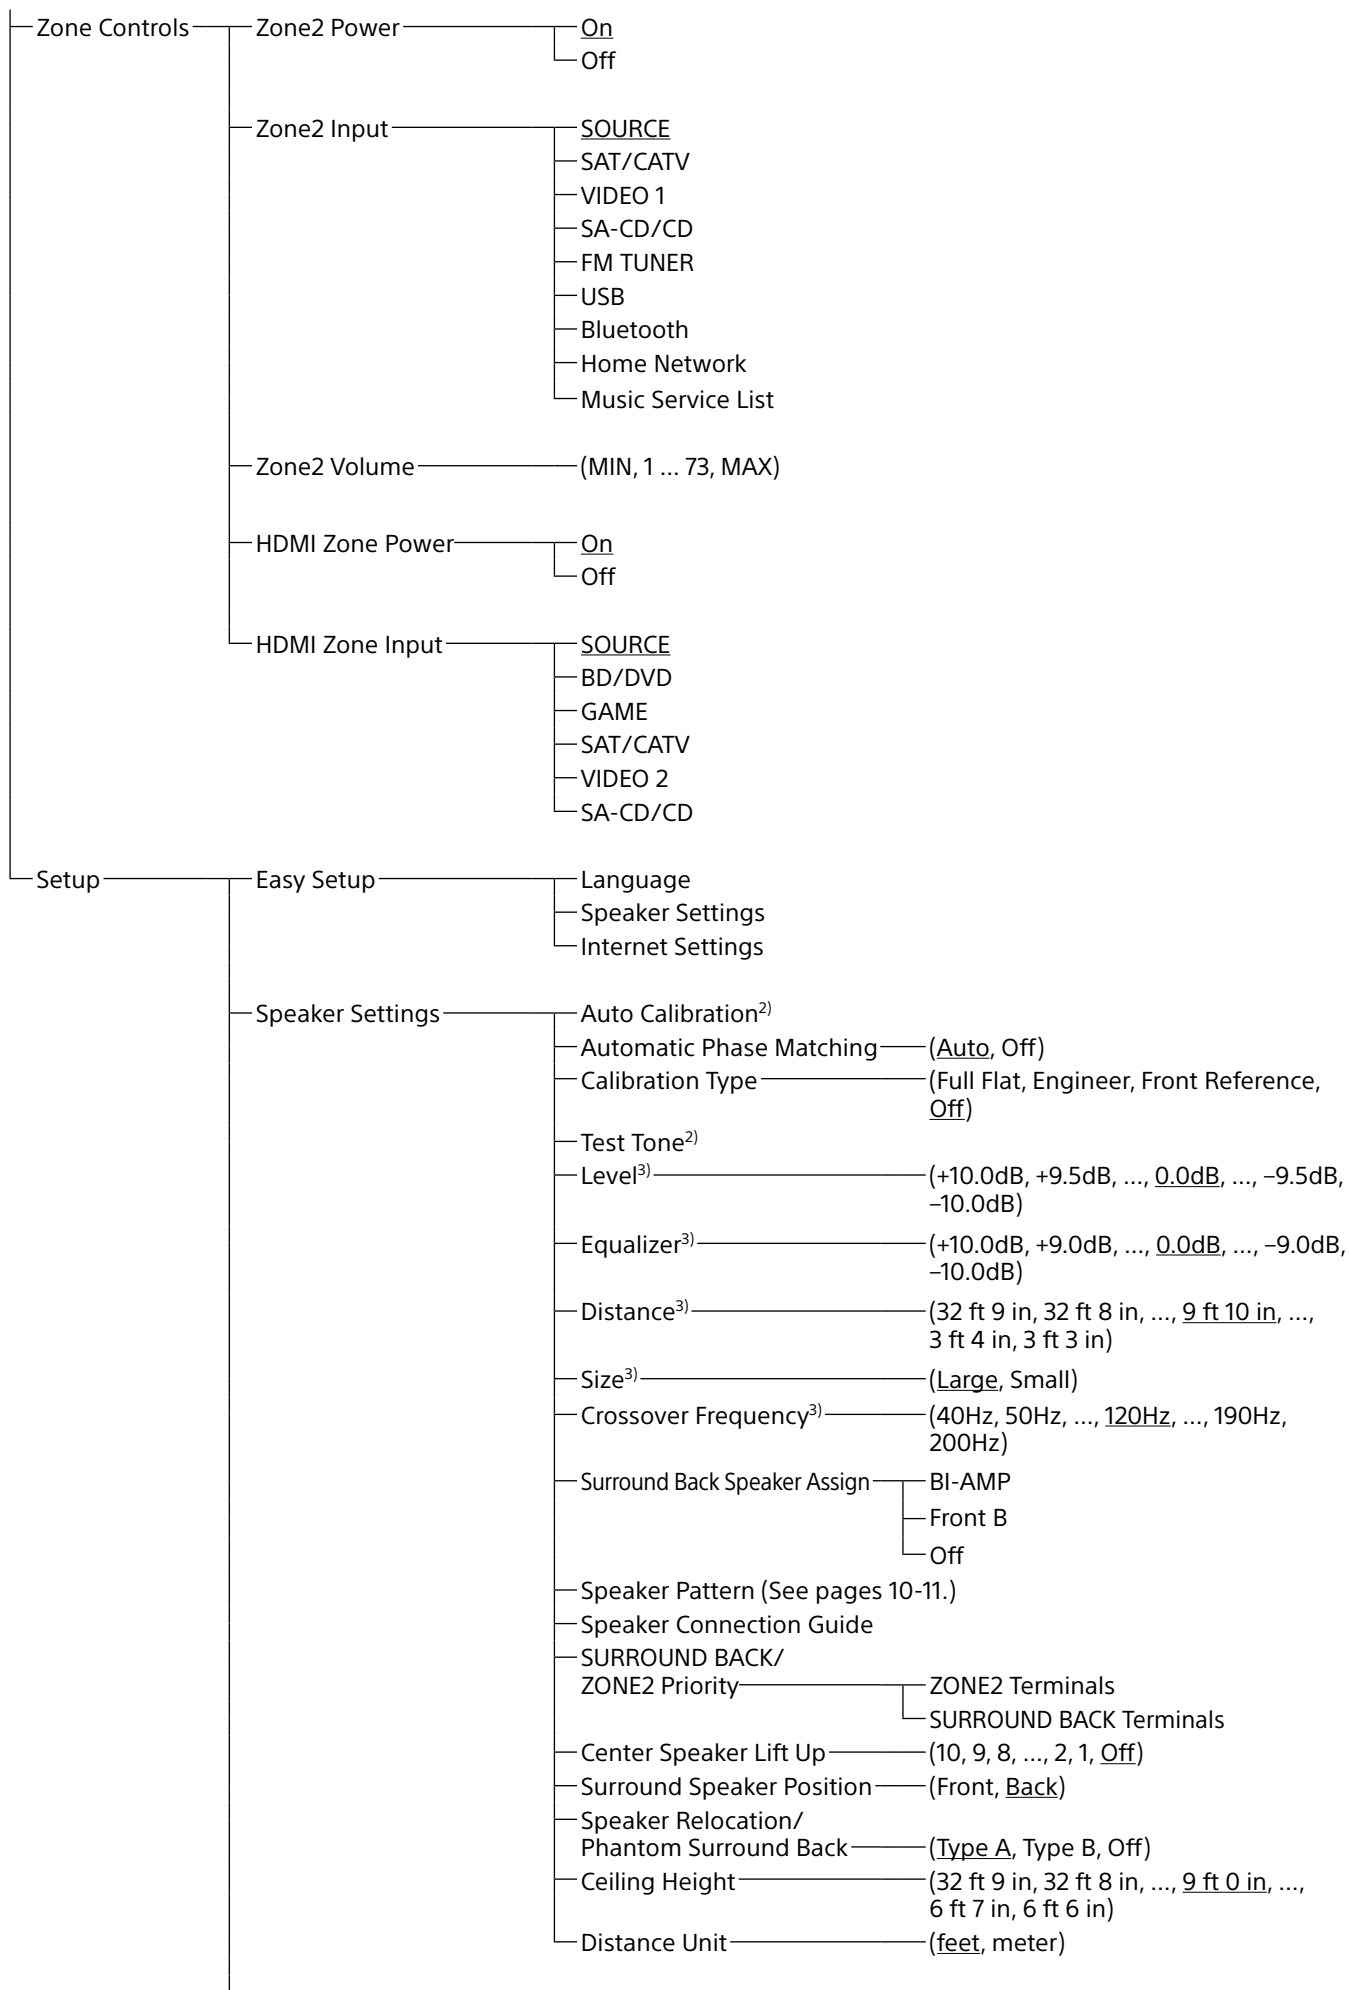 Zone Controls Zone2 Power On
Off
Zone2 Input SOURCE
SAT/CATV
VIDEO 1
SA-CD/CD
FM TUNER
USB
Bluetooth
Home Network
Music Service List
Zone2 Volume (MIN, 1 ... 73, MAX)
HDMI Zone Power On
Off
HDMI Zone Input SOURCE
BD/DVD
GAME
SAT/CATV
VIDEO 2
SA-CD/CD
Setup Easy Setup Language
Speaker Settings
Internet Settings
Speaker Settings Auto Calibration2)
Automatic Phase Matching (Auto, Off)
Calibration Type (Full Flat, Engineer, Front Reference,
Off)
Test Tone2)
Level3) (+10.0dB, +9.5dB, ..., 0.0dB, ..., –9.5dB,
–10.0dB)
Equalizer3) (+10.0dB, +9.0dB, ..., 0.0dB, ..., –9.0dB,
–10.0dB)
Distance3) (32 ft 9 in, 32 ft 8 in, ..., 9 ft 10 in, ...,
3 ft 4 in, 3 ft 3 in)
Size3) (Large, Small)
Crossover Frequency3) (40Hz, 50Hz, ..., 120Hz, ..., 190Hz,
200Hz)
Surround Back Speaker Assign BI-AMP
Front B
Off
Speaker Pattern (See pages 10-11.)
Speaker Connection Guide
SURROUND BACK/
ZONE2 Priority ZONE2 Terminals
SURROUND BACK Terminals
Center Speaker Lift Up (10, 9, 8, ..., 2, 1, Off)
Surround Speaker Position (Front, Back)
Speaker Relocation/
Phantom Surround Back (Type A, Type B, Off)
Ceiling Height (32 ft 9 in, 32 ft 8 in, ..., 9 ft 0 in, ...,
6 ft 7 in, 6 ft 6 in)
Distance Unit (feet, meter)